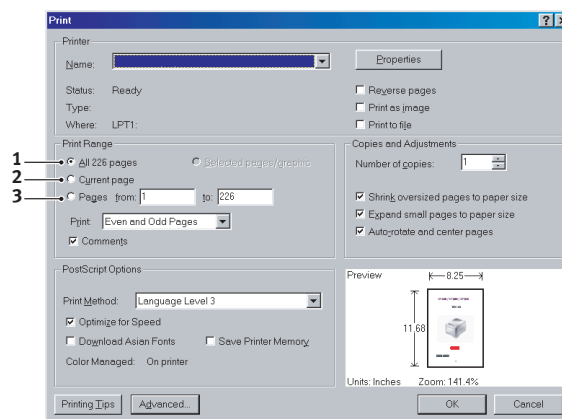 Print
Printer
Name:
Properties
Status: Ready
Reverse pages
Type:
Print as image
Where: LPT1:
Print to file
Print Range
Copies and Adjustments
1
All 226 pages
Selected pages/graphic
Number of copies: 1
2
Current page
3
Pages from: 1 to: 226
Shrink oversized pages to paper size
Print: Even and Odd Pages
Expand small pages to paper size
Comments
Auto-rotate and center pages
PostScript Options
Preview
8.25
Print Method: Language Level 3
Optimize for Speed
11.68
Download Asian Fonts
Save Printer Memory
Color Managed: On printer
Units: Inches Zoom: 141.4%
Printing Tips
Advanced...
OK
Cancel